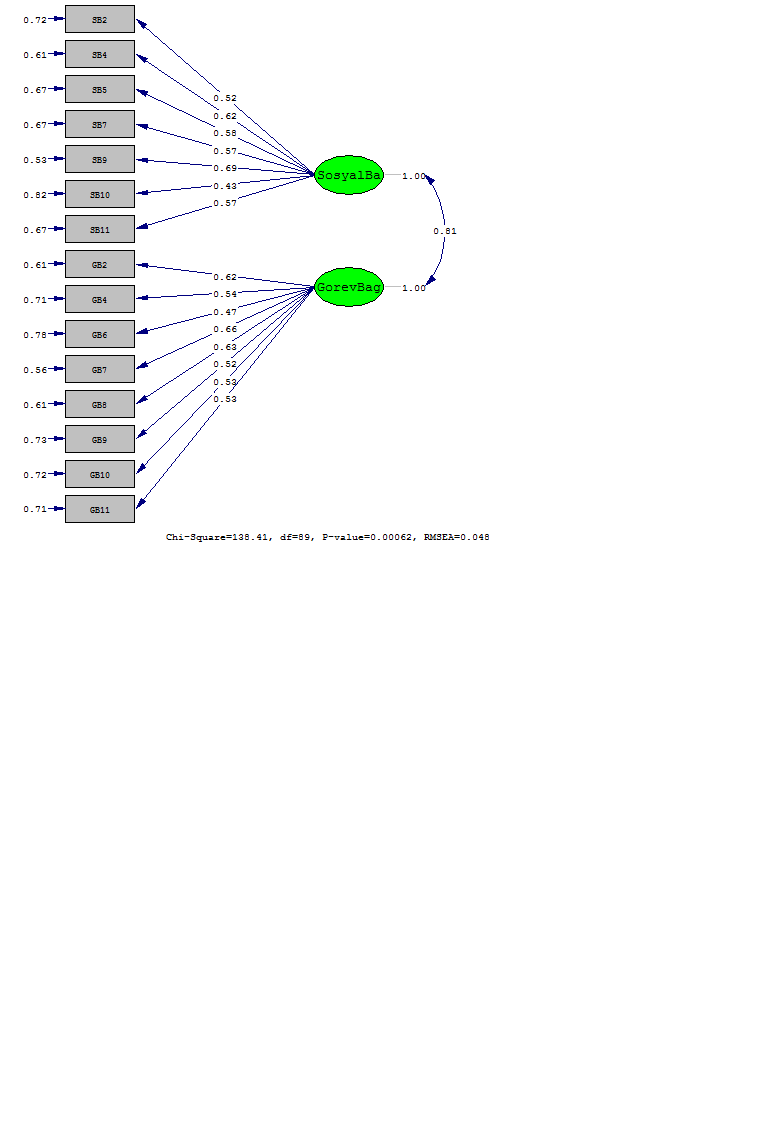 0.72 SB2
0.61 SB4
0.67 SB5
0.67 SB7
0.53 SB9
0.82 SB10
0.67 SB11
0.61 GB2
0.71 GB4
0.78 GB6
0.56 GB7
0.61 GB8
0.73 GB9
0.72 GB10
0.71 GB11
0.52
0.62
0.58
0.57
0.69
0.43
0.57
0.62
0.54
0.47
0.66
0.63
0.52
0.53
0.53
SosyalBa 1.00
0.81
GorevBag 1.00
Chi-Square=138.41, df=89, P-value=0.00062, RMSEA=0.048